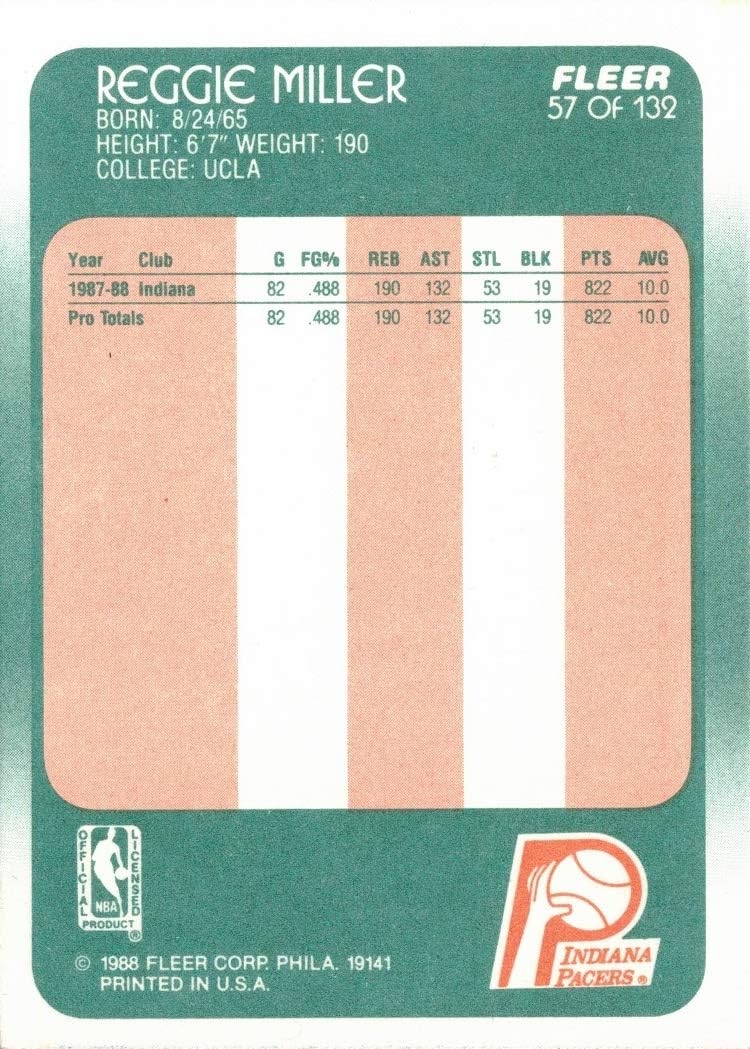 REGGIE MILLER
FLEER
57 OF 132
BORN: 8/24/65
HEIGHT: 6'7" WEIGHT: 190
COLLEGE: UCLA
Year Club G FG% REB AST STL BLK PTS AVG
1987-88 Indiana 82 .488 190 132 53 19 822 10.0
Pro Totals 82 .488 190 132 53 19 822 10.0
OFFICIAL
LICENSED
NBA
PRODUCT ®
INDIANA
PACERS ®
© 1988 FLEER CORP. PHILA. 19141
PRINTED IN U.S.A.